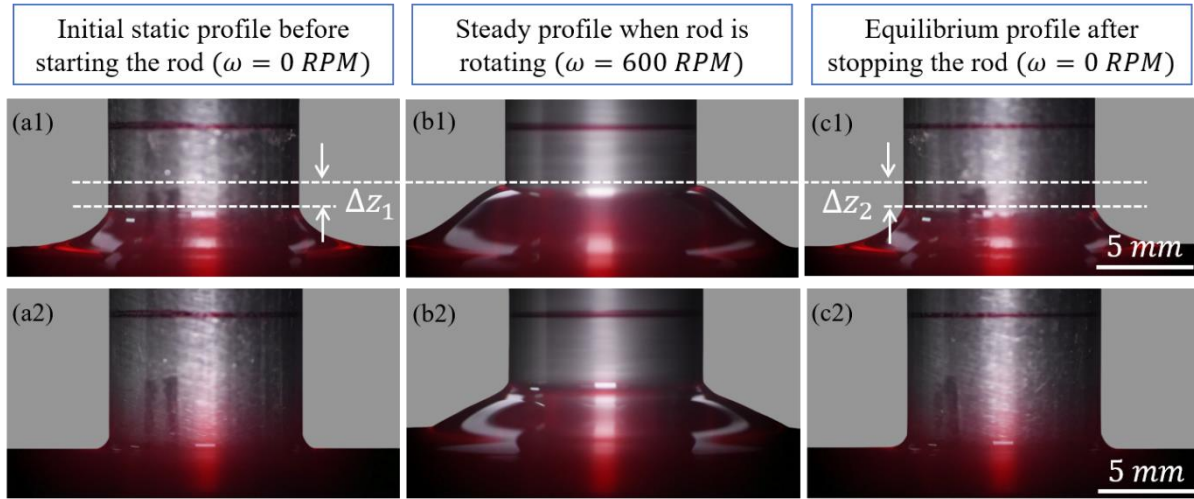 Initial static profile before
starting the rod (ω = 0 RPM)
Steady profile when rod is
rotating (ω = 600 RPM)
Equilibrium profile after
stopping the rod (ω = 0 RPM)
(a1)
(b1)
(c1)
Δz₁
Δz₂
5 mm
(a2)
(b2)
(c2)
5 mm